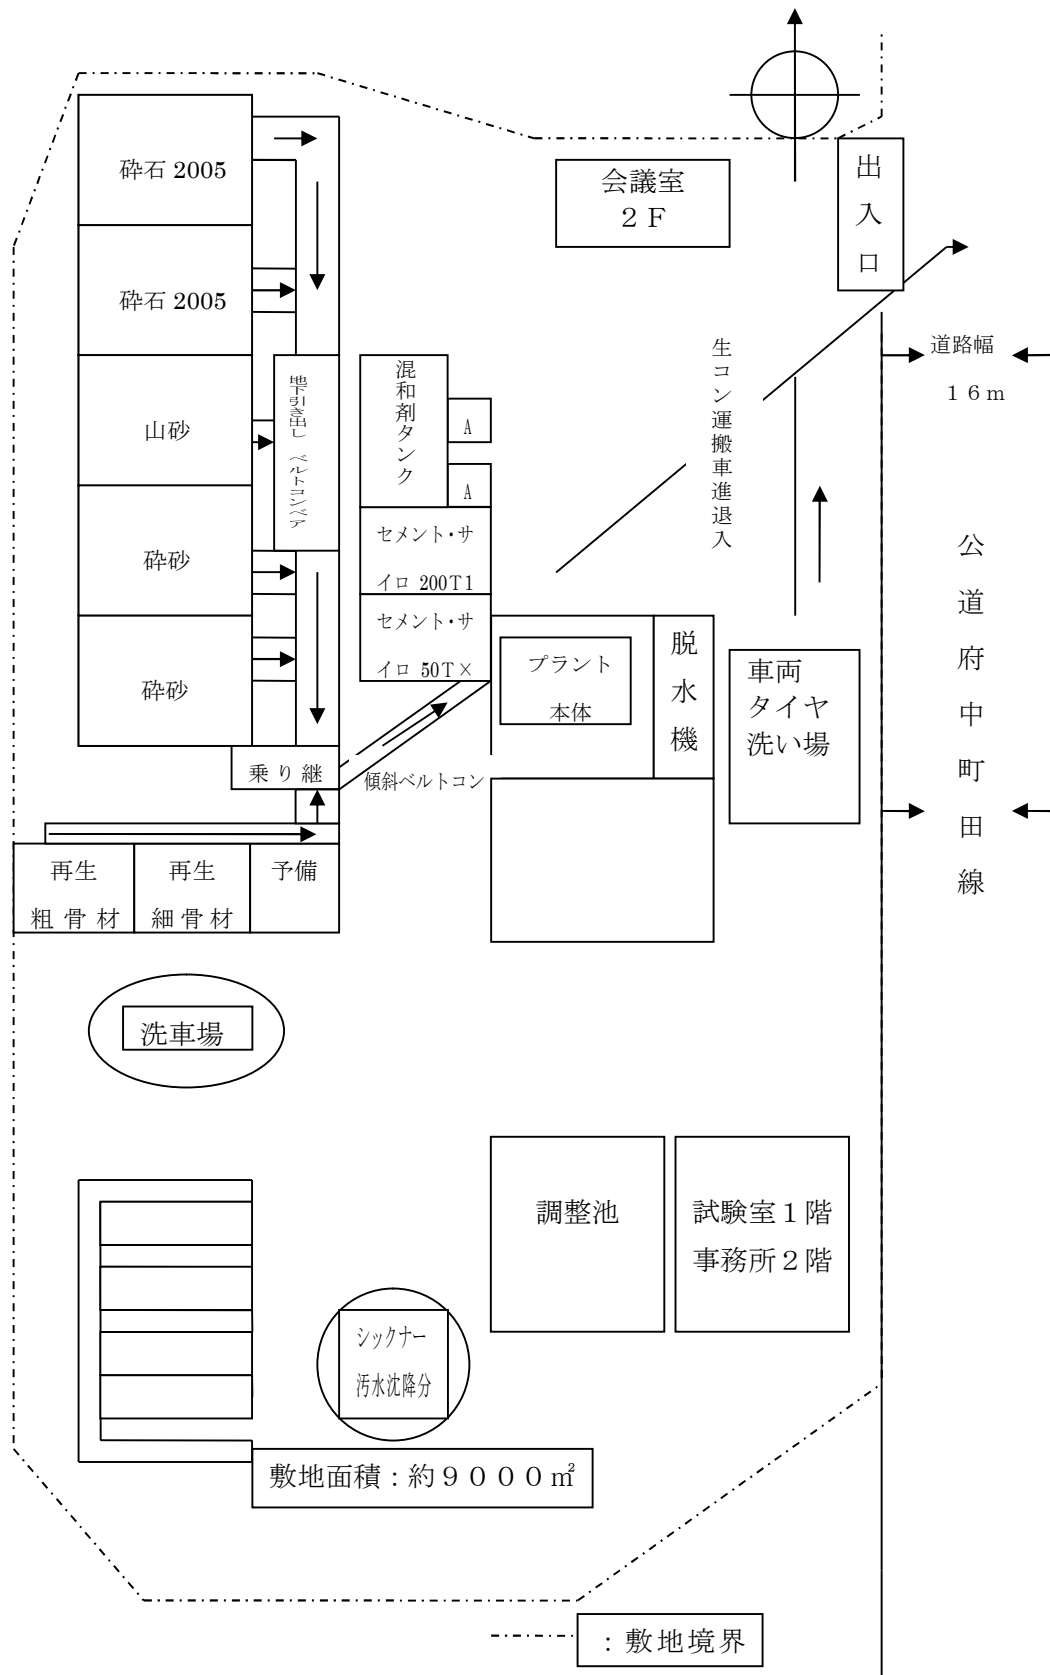 出入口
会議室
２Ｆ
砕石 2005
砕石 2005
山砂
砕砂
砕砂
地下引き出し ベルトコンベア
混和剤タンク
A
A
セメント・サ
イロ 200T1
セメント・サ
イロ 50T×
生コン運搬車進退入
道路幅
１６ｍ
公道府中町田線
プラント
本体
脱水機
車両
タイヤ
洗い場
乗り継
傾斜ベルトコン
再生
粗骨材
再生
細骨材
予備
洗車場
調整池
試験室１階
事務所２階
シックナー
汚水沈降分
敷地面積：約９０００㎡
：敷地境界